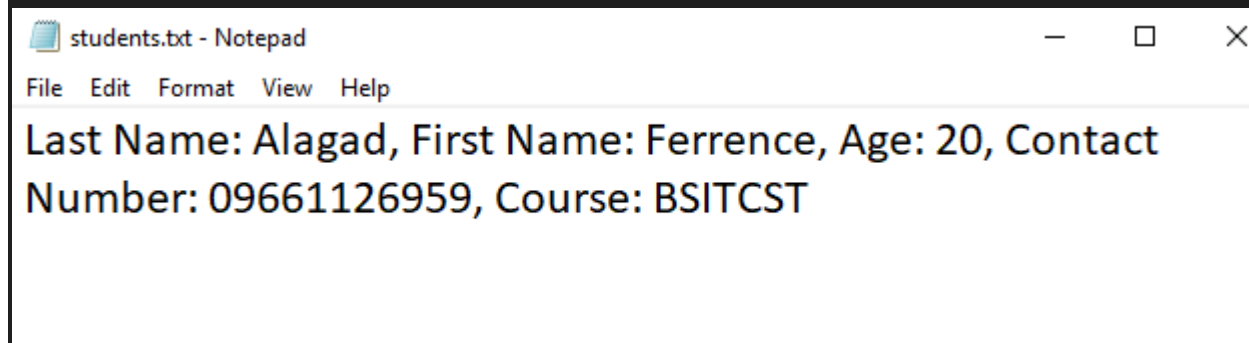 students.txt - Notepad
File Edit Format View Help
Last Name: Alagad, First Name: Ferrence, Age: 20, Contact
Number: 09661126959, Course: BSITCST